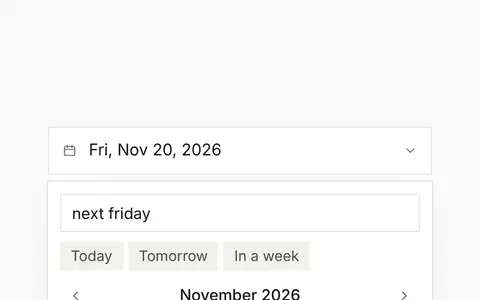 Fri, Nov 20, 2026
next friday
Today Tomorrow In a week
November 2026